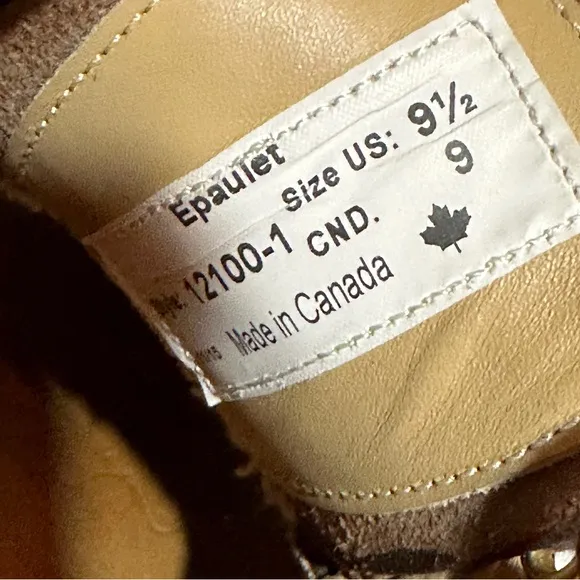 Epaulet
Size US: 9½
12100-1 CND. 9
Made in Canada